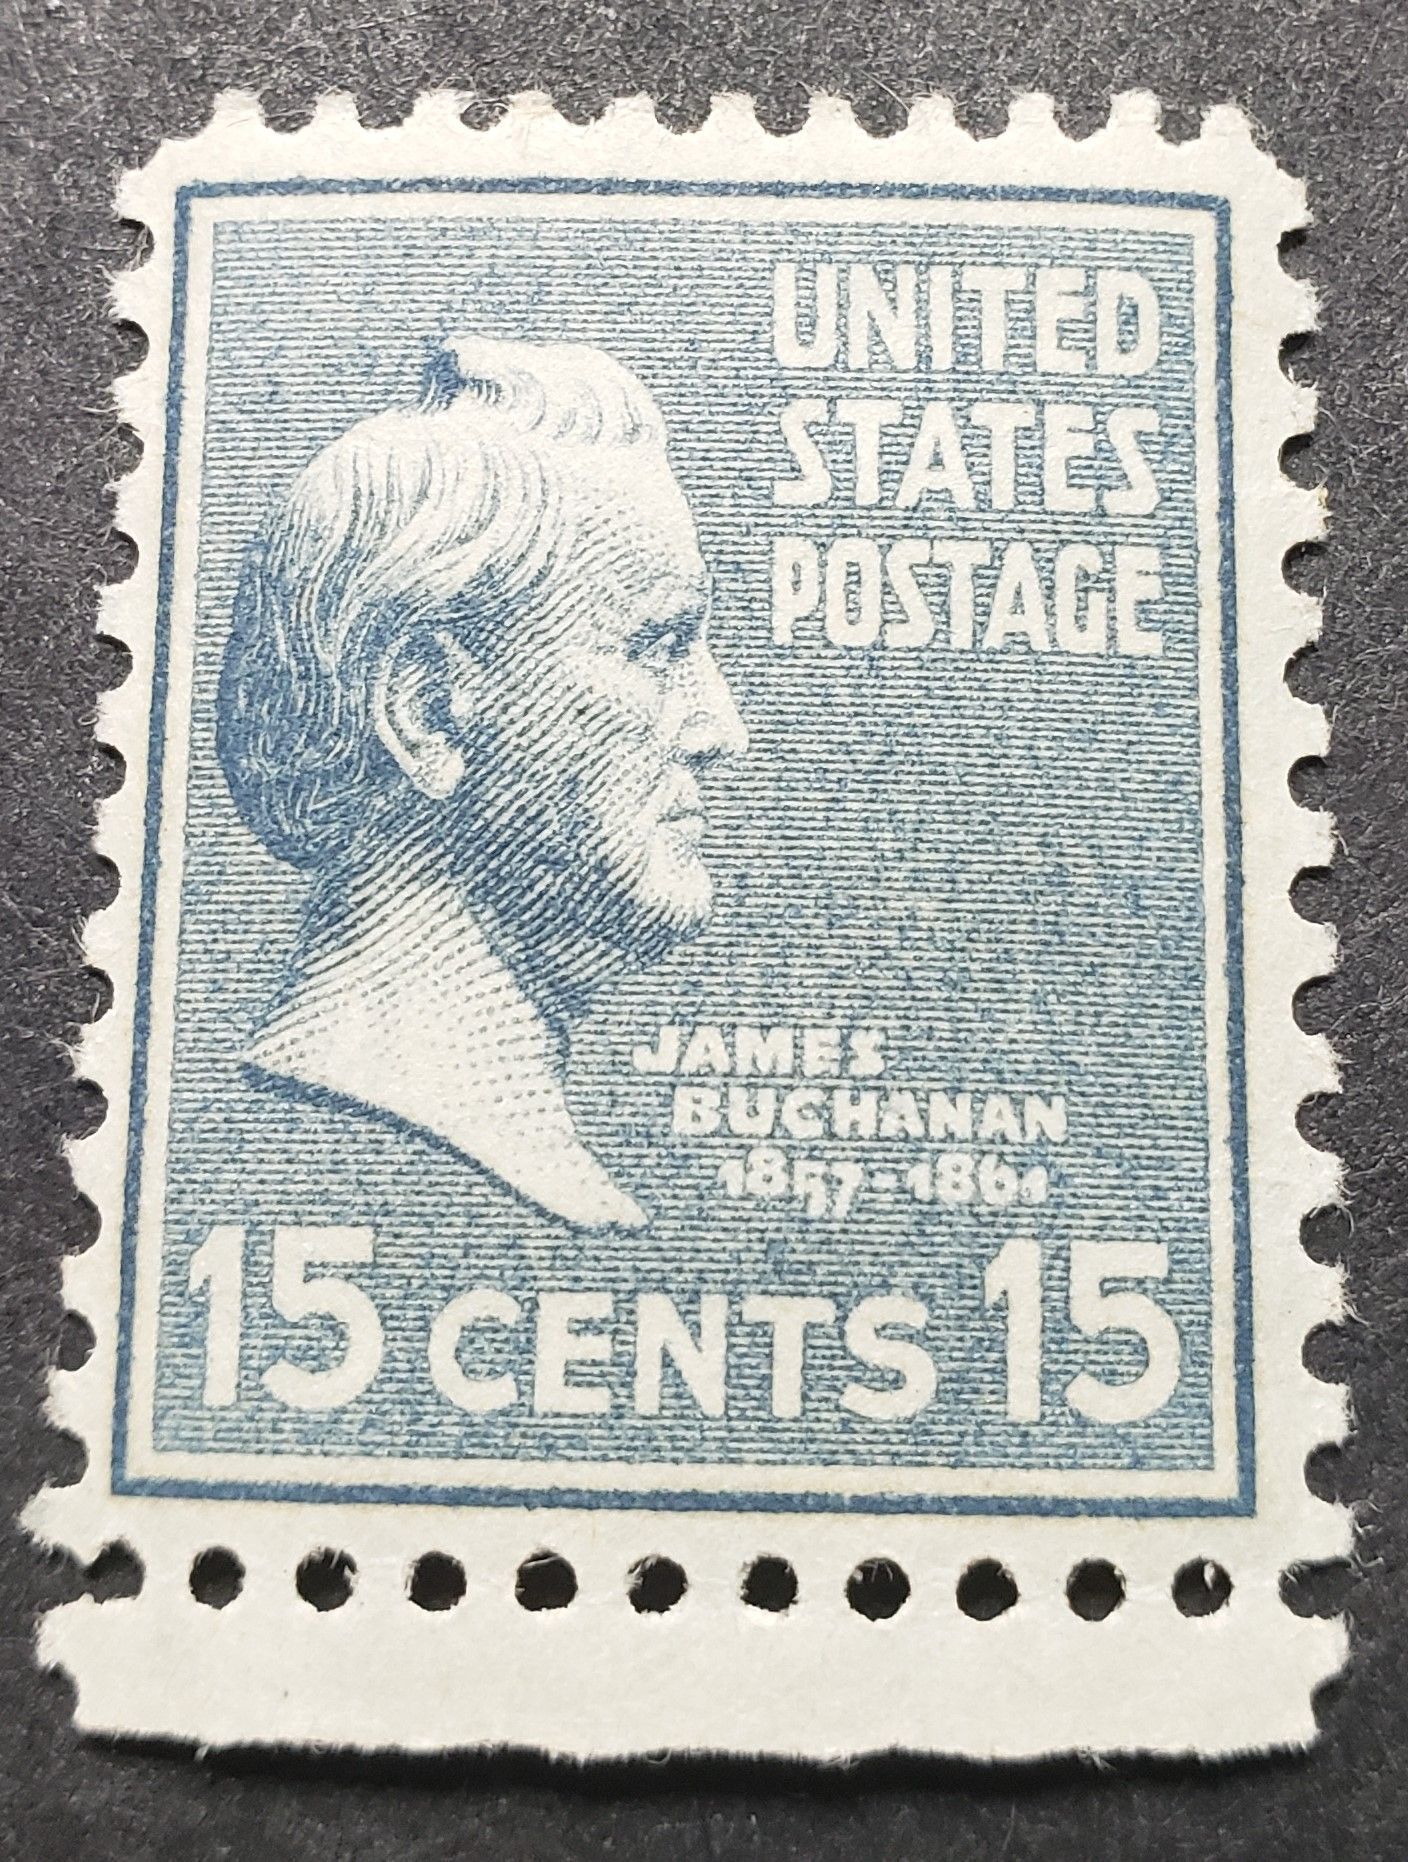 UNITED
STATES
POSTAGE
JAMES
BUCHANAN
1857-1861
15 CENTS 15